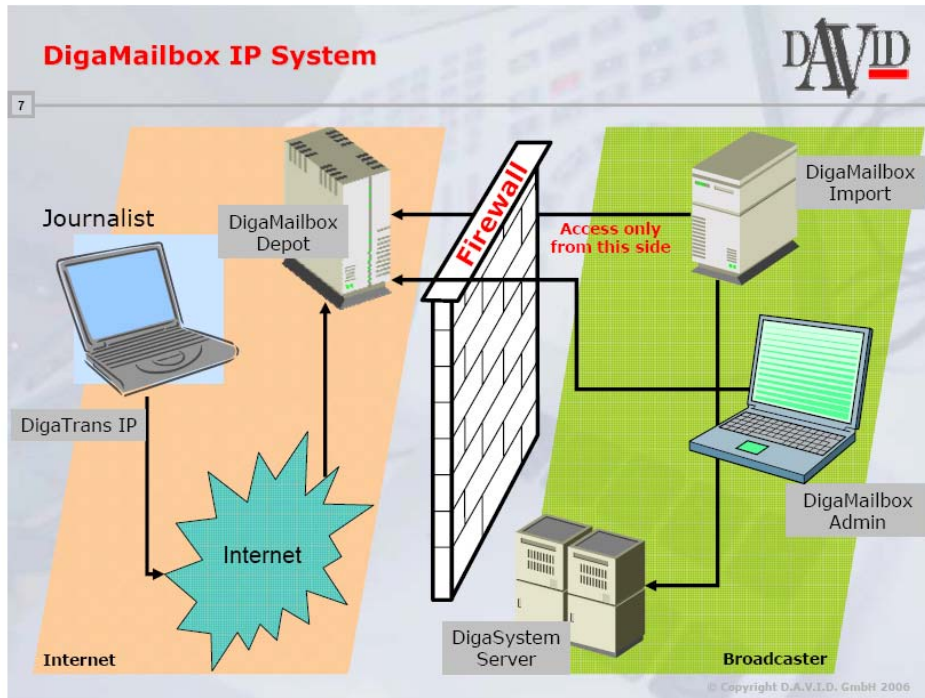 DigaMailbox IP System
DAVID
7
Journalist
DigaMailbox
Depot
Firewall
Access only
from this side
DigaMailbox
Import
DigaTrans IP
Internet
DigaMailbox
Admin
DigaSystem
Server
Internet
Broadcaster
© Copyright D.A.V.I.D. GmbH 2006